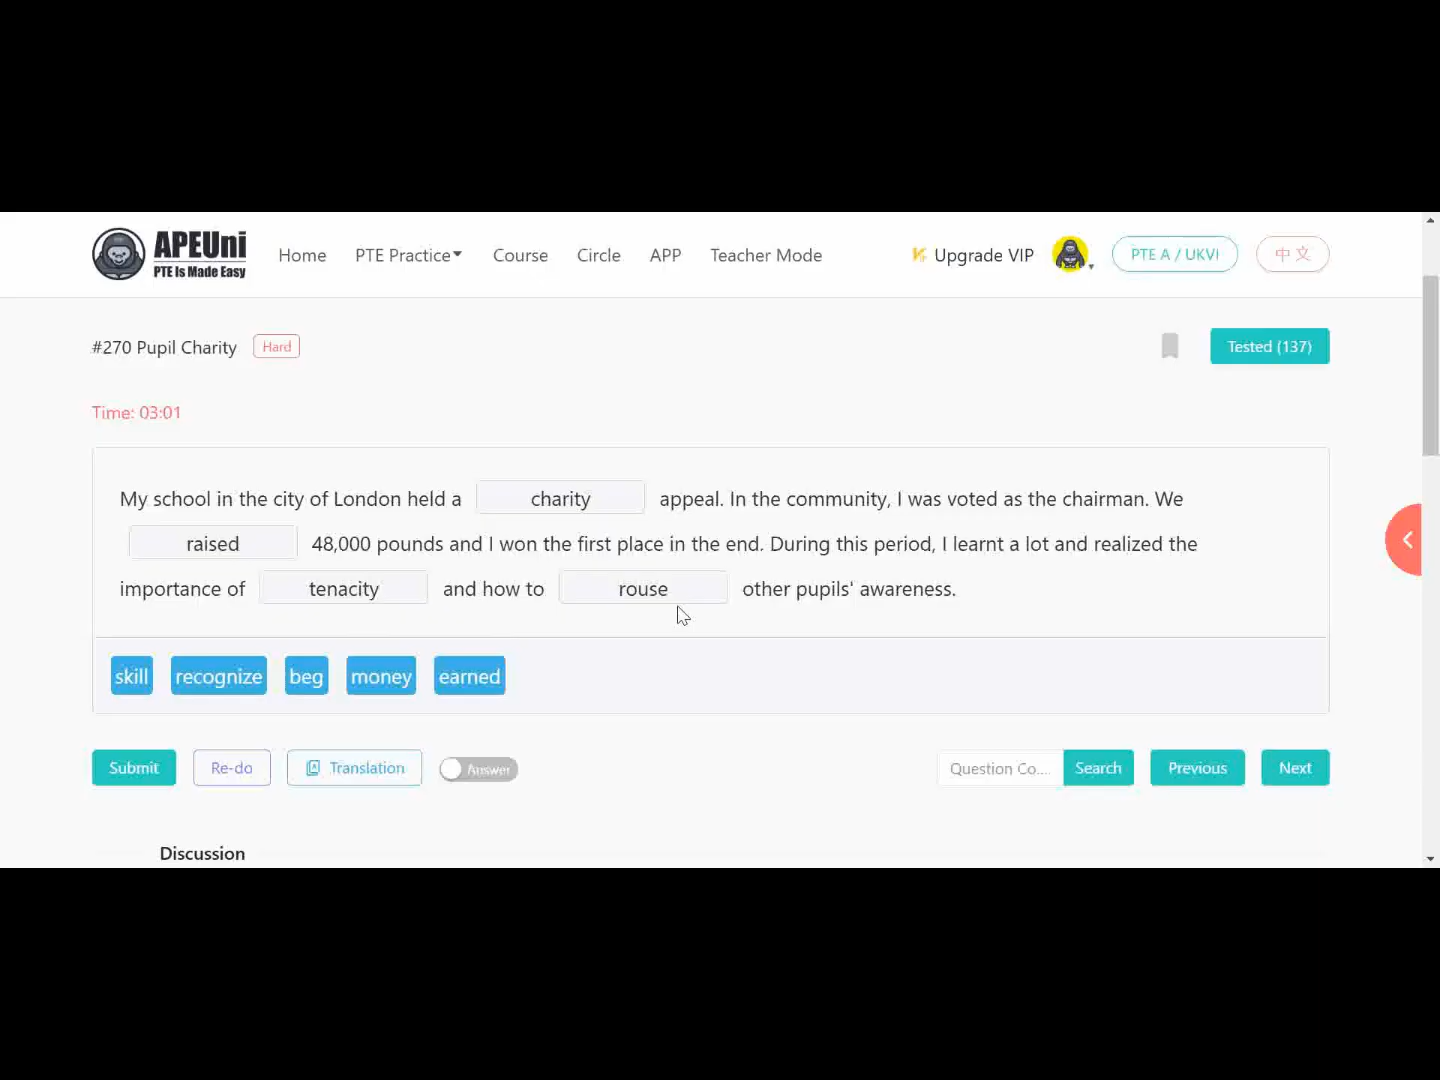 APEUni
PTE Is Made Easy
Home PTE Practice Course Circle APP Teacher Mode Upgrade VIP PTE A / UKVI 中文
#270 Pupil Charity Hard Tested (137)
Time: 03:01
My school in the city of London held a charity appeal. In the community, I was voted as the chairman. We
raised 48,000 pounds and I won the first place in the end. During this period, I learnt a lot and realized the
importance of tenacity and how to rouse other pupils' awareness.
skill recognize beg money earned
Submit Re-do Translation Answer Question Co.... Search Previous Next
Discussion